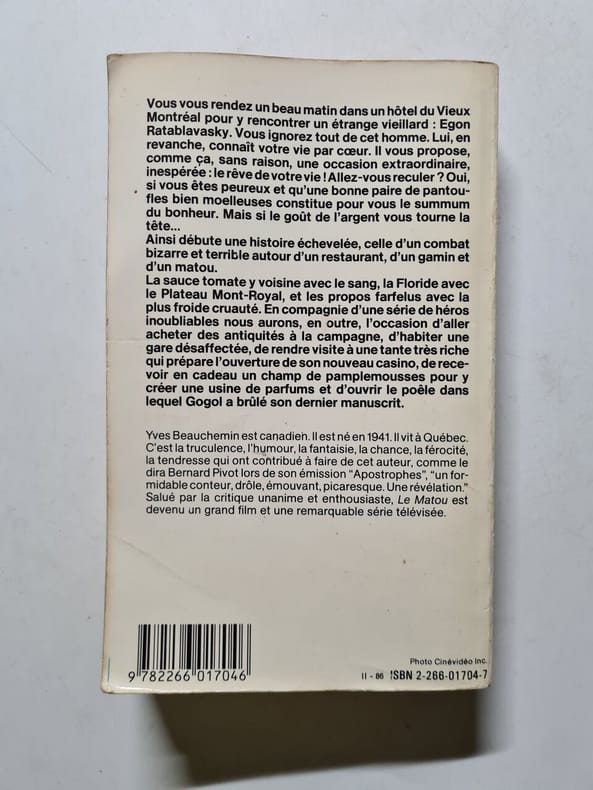 Vous vous rendez un beau matin dans un hôtel du Vieux
Montréal pour y rencontrer un étrange vieillard : Egon
Ratablavasky. Vous ignorez tout de cet homme. Lui, en
revanche, connaît votre vie par cœur. Il vous propose,
comme ça, sans raison, une occasion extraordinaire,
inespérée : le rêve de votre vie ! Allez-vous reculer ? Oui,
si vous êtes peureux et qu'une bonne paire de pantou-
fles bien moelleuses constitue pour vous le summum
du bonheur. Mais si le goût de l'argent vous tourne la
tête...
Ainsi débute une histoire échevelée, celle d'un combat
bizarre et terrible autour d'un restaurant, d'un gamin et
d'un matou.
La sauce tomate y voisine avec le sang, la Floride avec
le Plateau Mont-Royal, et les propos farfelus avec la
plus froide cruauté. En compagnie d'une série de héros
inoubliables nous aurons, en outre, l'occasion d'aller
acheter des antiquités à la campagne, d'habiter une
gare désaffectée, de rendre visite à une tante très riche
qui prépare l'ouverture de son nouveau casino, de rece-
voir en cadeau un champ de pamplemousses pour y
créer une usine de parfums et d'ouvrir le poêle dans
lequel Gogol a brûlé son dernier manuscrit.
Yves Beauchemin est canadien. Il est né en 1941. Il vit à Québec.
C'est la truculence, l'humour, la fantaisie, la chance, la férocité,
la tendresse qui ont contribué à faire de cet auteur, comme le
dira Bernard Pivot lors de son émission "Apostrophes", "un for-
midable conteur, drôle, émouvant, picaresque. Une révélation."
Salué par la critique unanime et enthousiaste, Le Matou est
devenu un grand film et une remarquable série télévisée.
Photo Cinévidéo Inc.
9 782266 017046
II - 86 ISBN 2-266-01704-7